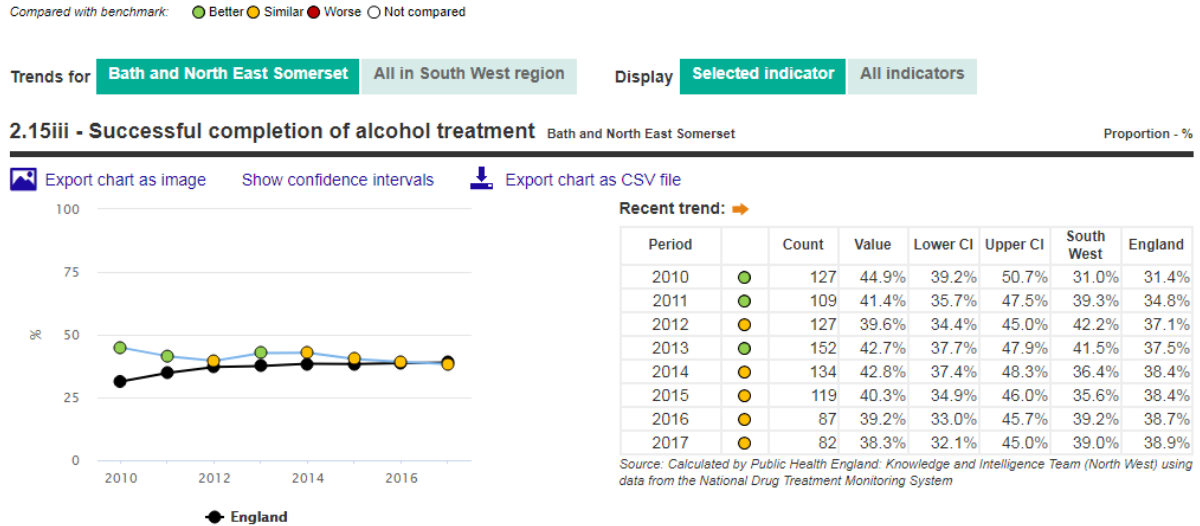 Compared with benchmark: Better Similar Worse Not compared
Trends for Bath and North East Somerset All in South West region Display Selected indicator All indicators
2.15iii - Successful completion of alcohol treatment Bath and North East Somerset Proportion - %
Export chart as image Show confidence intervals Export chart as CSV file
Recent trend:
100
75
50
25
0
%
2010 2012 2014 2016
England
Period Count Value Lower CI Upper CI South West England
2010 127 44.9% 39.2% 50.7% 31.0% 31.4%
2011 109 41.4% 35.7% 47.5% 39.3% 34.8%
2012 127 39.6% 34.4% 45.0% 42.2% 37.1%
2013 152 42.7% 37.7% 47.9% 41.5% 37.5%
2014 134 42.8% 37.4% 48.3% 36.4% 38.4%
2015 119 40.3% 34.9% 46.0% 35.6% 38.4%
2016 87 39.2% 33.0% 45.7% 39.2% 38.7%
2017 82 38.3% 32.1% 45.0% 39.0% 38.9%
Source: Calculated by Public Health England: Knowledge and Intelligence Team (North West) using
data from the National Drug Treatment Monitoring System